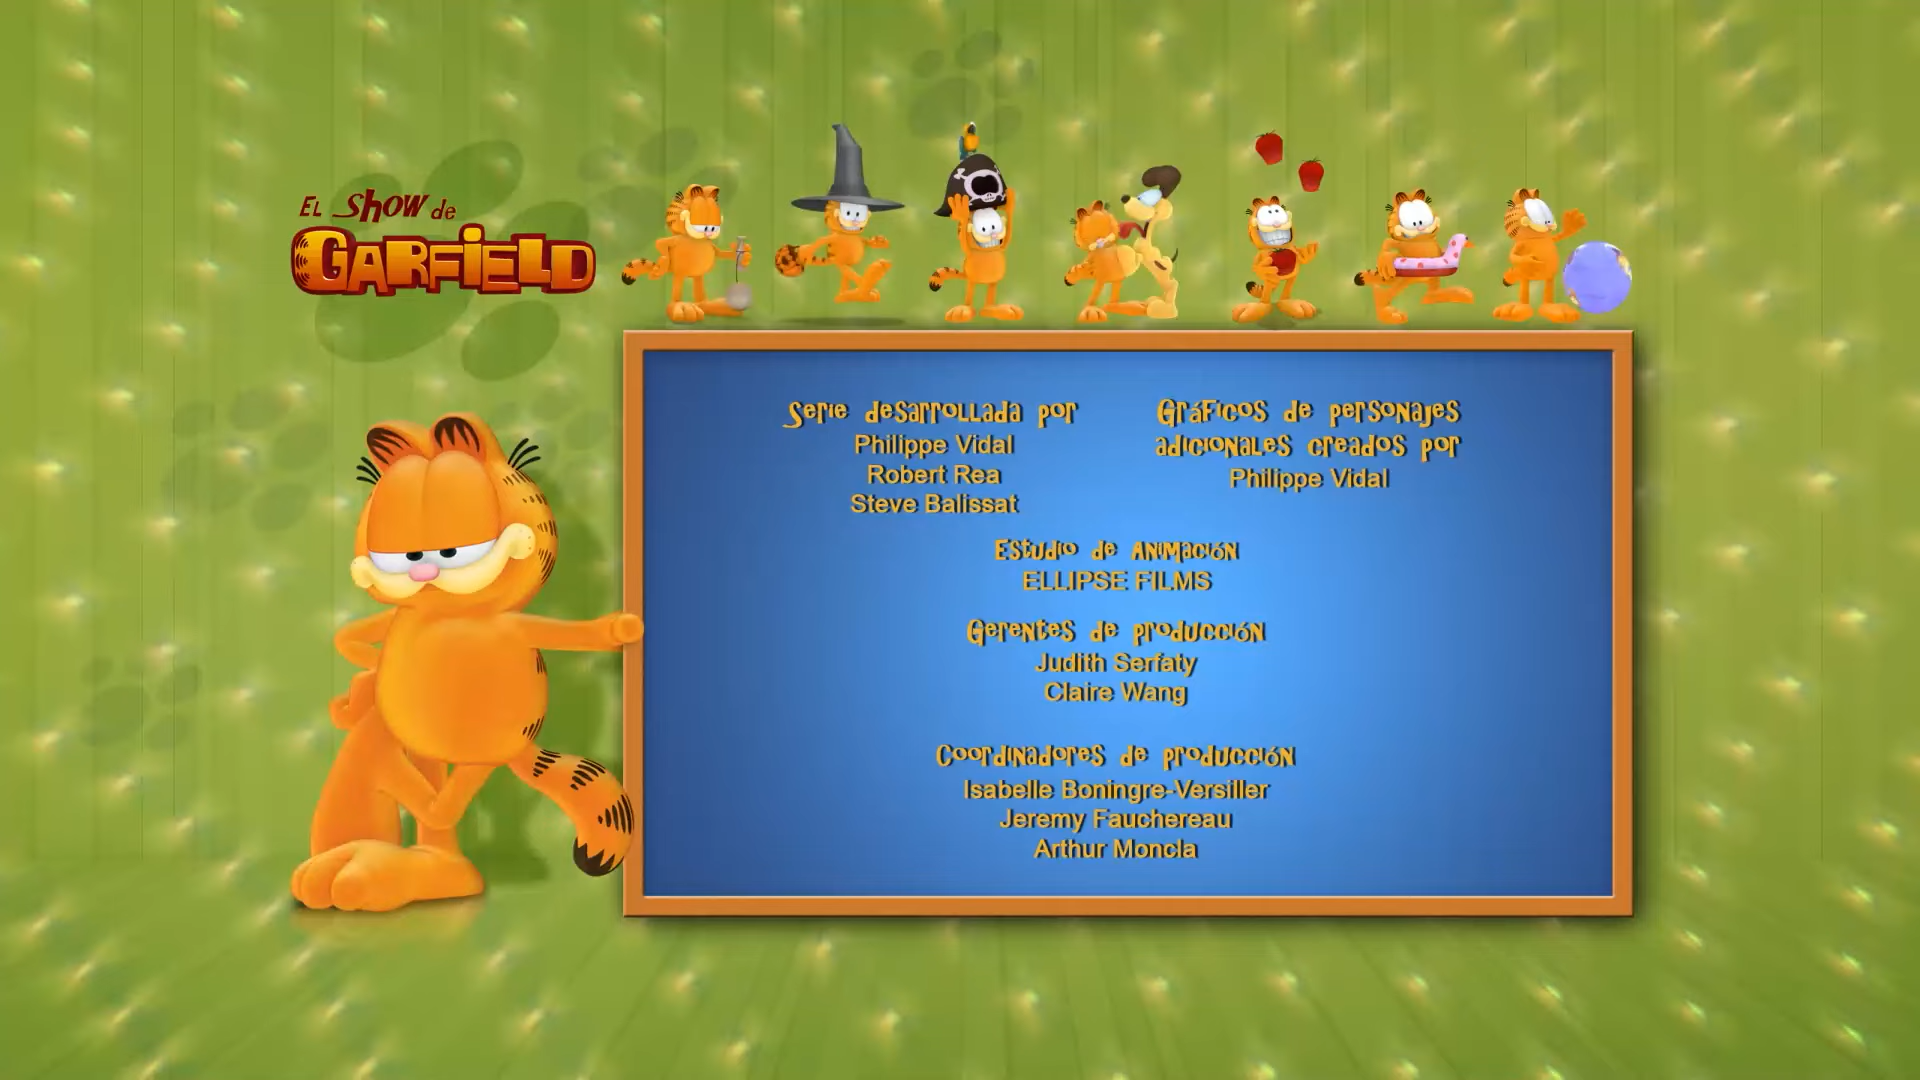 El Show de
GARFIELD
Serie desarrollada por
Philippe Vidal
Robert Rea
Steve Balissat
Gráficos de personajes
adicionales creados por
Philippe Vidal
Estudio de animación
ELLIPSE FILMS
Gerentes de producción
Judith Serfaty
Claire Wang
Coordinadores de producción
Isabelle Boningre-Versiller
Jeremy Fauchereau
Arthur Moncla